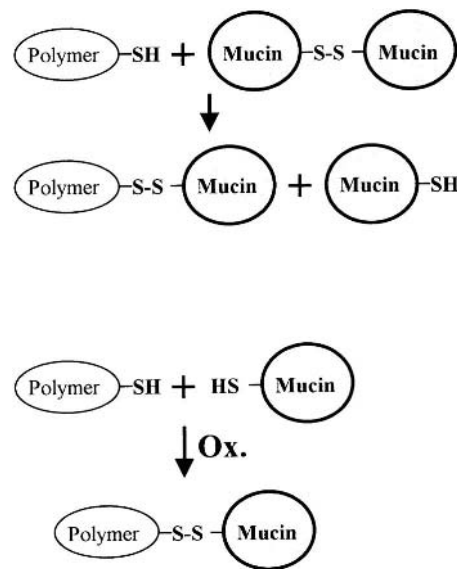 Polymer -SH + Mucin -S-S- Mucin
Polymer -S-S- Mucin + Mucin -SH
Polymer -SH + HS- Mucin
Ox.
Polymer -S-S- Mucin